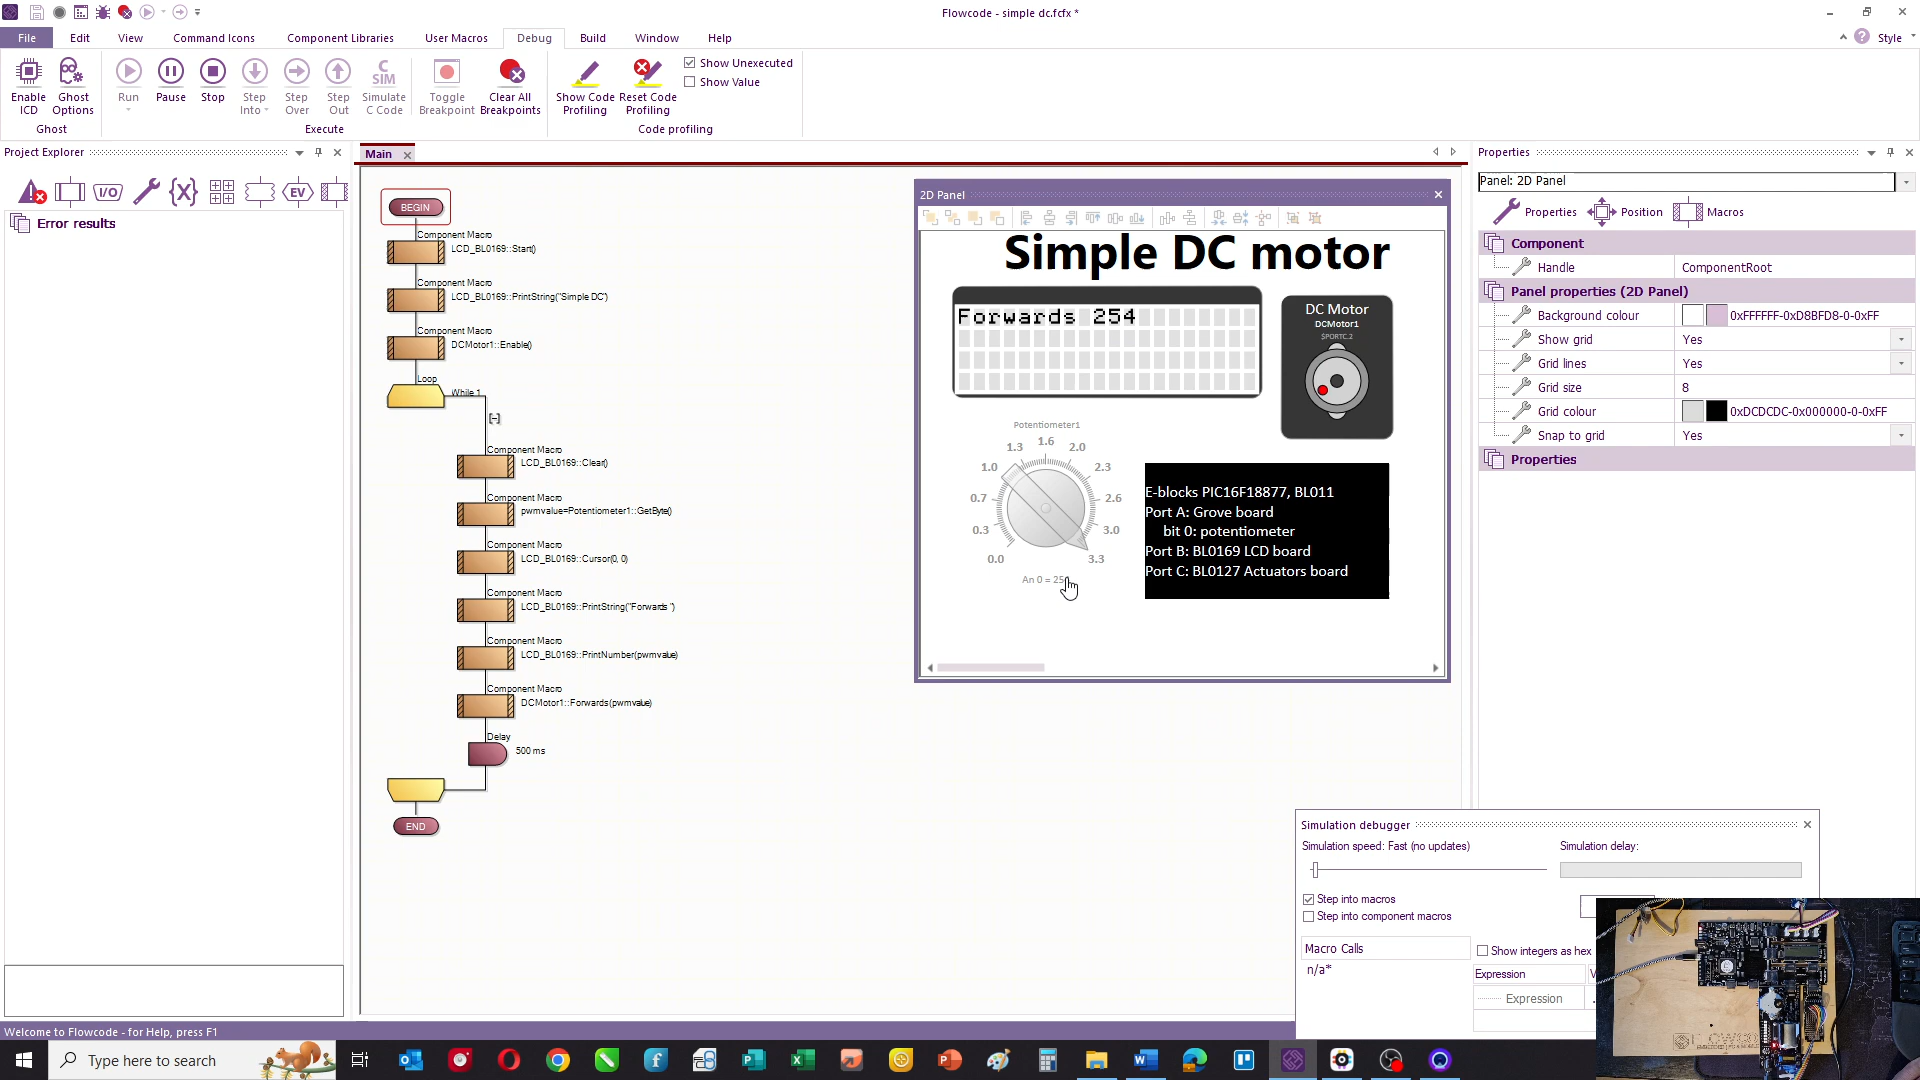 Flowcode - simple dc.fcfx *
File Edit View Command Icons Component Libraries User Macros Debug Build Window Help Style
Enable ICD
Ghost Options
Run
Pause
Stop
Step Into
Step Over
Step Out
C SIM
Simulate C Code
Toggle Breakpoint
Clear All Breakpoints
Show Code Profiling
Reset Code Profiling
Show Unexecuted
Show Value
Ghost
Execute
Code profiling
Project Explorer
I/O
{X}
EV
Error results
Main
BEGIN
Component Macro
LCD_BL0169::Start()
Component Macro
LCD_BL0169::PrintString("Simple DC")
Component Macro
DCMotor1::Enable()
Loop
While 1
Component Macro
LCD_BL0169::Clear()
Component Macro
pwmvalue=Potentiometer1::GetByte()
Component Macro
LCD_BL0169::Cursor(0, 0)
Component Macro
LCD_BL0169::PrintString("Forwards ")
Component Macro
LCD_BL0169::PrintNumber(pwmvalue)
Component Macro
DCMotor1::Forwards(pwmvalue)
Delay
500 ms
END
2D Panel
Simple DC motor
Forwards 254
DC Motor
DCMotor1
$PORTC.2
Potentiometer1
1.6
1.3 2.0
1.0 2.3
0.7 2.6
0.3 3.0
0.0 3.3
An 0 = 25
E-blocks PIC16F18877, BL011
Port A: Grove board
bit 0: potentiometer
Port B: BL0169 LCD board
Port C: BL0127 Actuators board
Properties
Panel: 2D Panel
Properties Position Macros
Component
Handle ComponentRoot
Panel properties (2D Panel)
Background colour 0xFFFFFF-0xD8BFD8-0-0xFF
Show grid Yes
Grid lines Yes
Grid size 8
Grid colour 0xDCDCDC-0x000000-0-0xFF
Snap to grid Yes
Properties
Simulation debugger
Simulation speed: Fast (no updates)
Simulation delay:
Step into macros
Step into component macros
Macro Calls
n/a*
Show integers as hex
Expression
Expression
Welcome to Flowcode - for Help, press F1
Type here to search